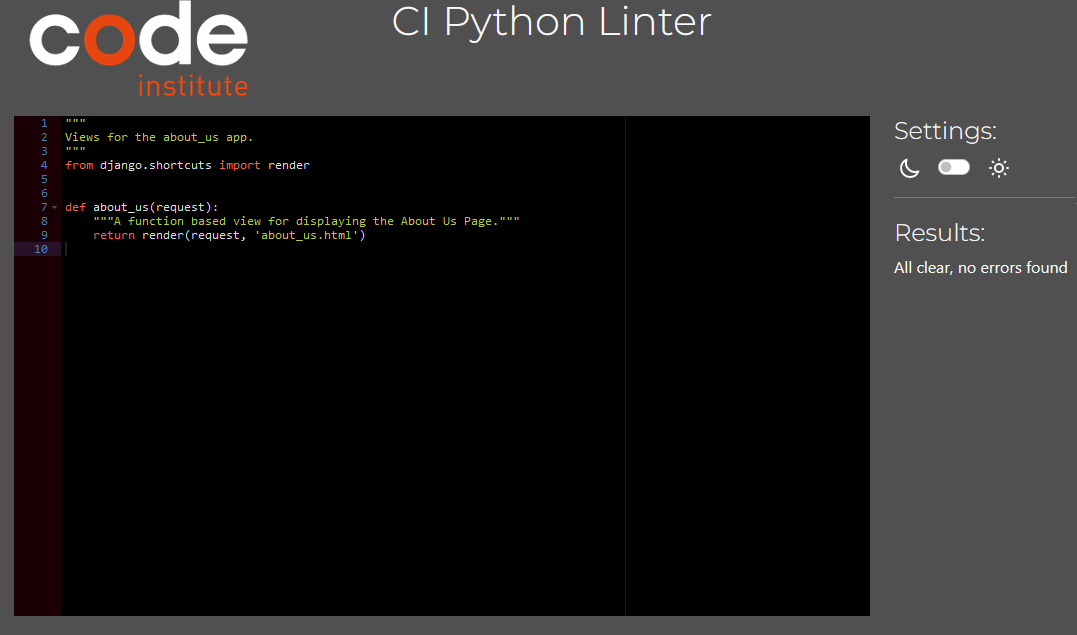 code
institute
CI Python Linter
1 """
2 Views for the about_us app.
3 """
4 from django.shortcuts import render
5
6
7 def about_us(request):
8     """A function based view for displaying the About Us Page."""
9     return render(request, 'about_us.html')
10
Settings:
Results:
All clear, no errors found